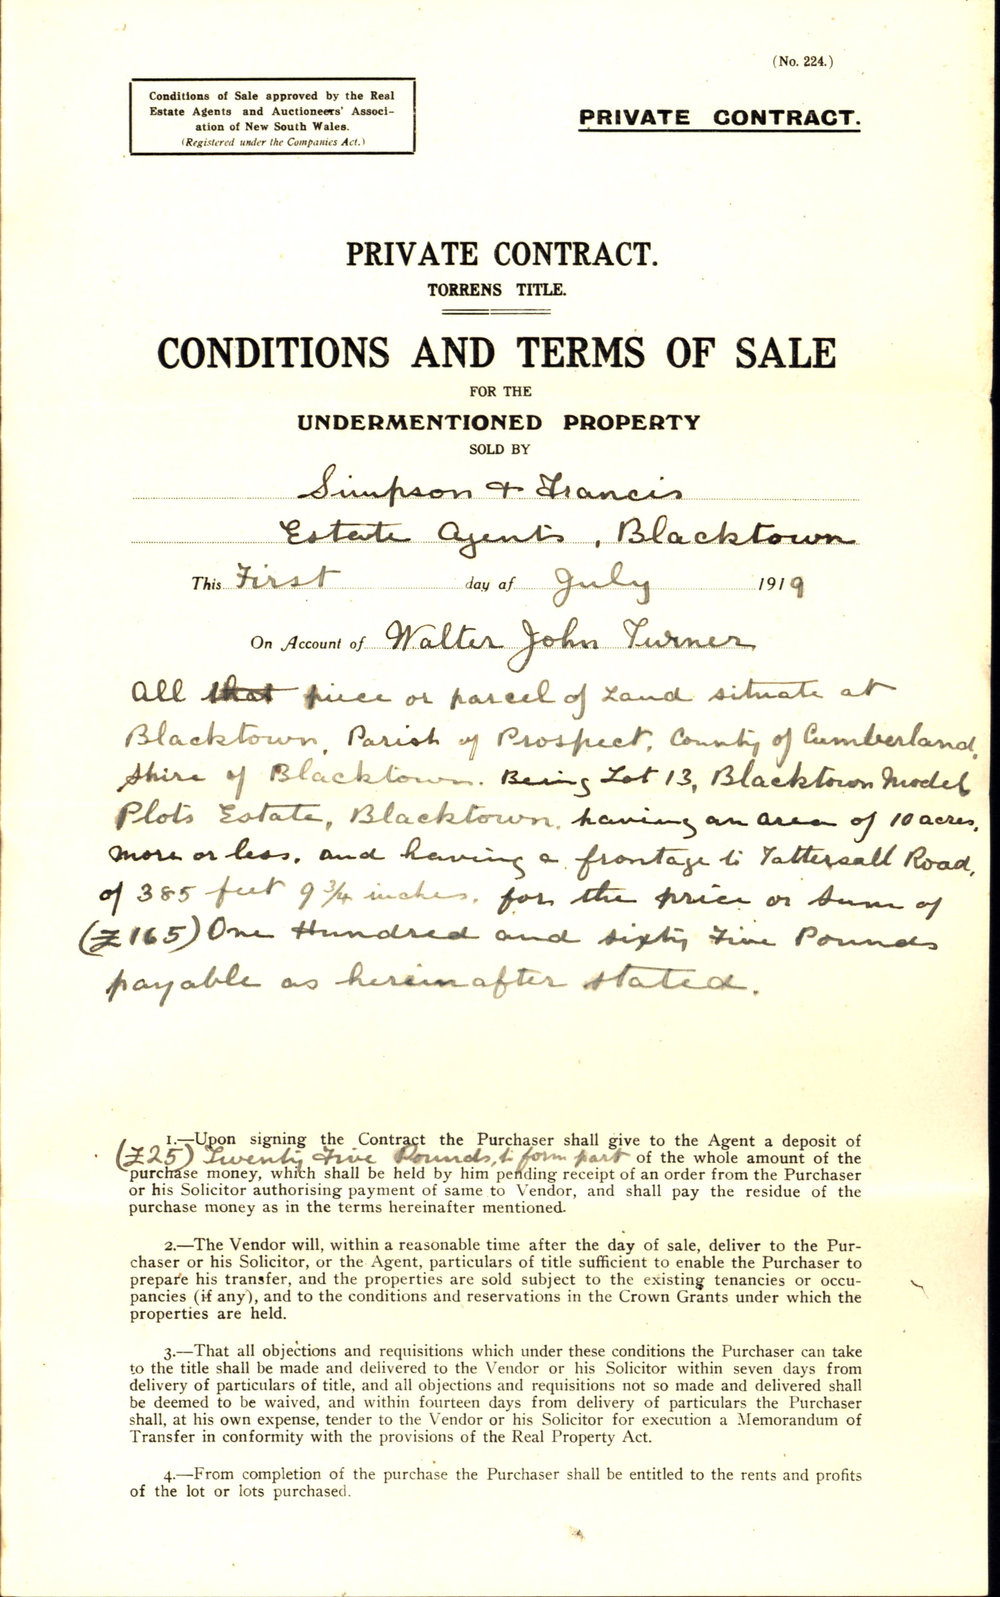 (No. 224.)
Conditions of Sale approved by the Real
Estate Agents and Auctioneers' Associ-
ation of New South Wales.
(Registered under the Companies Act.)
PRIVATE CONTRACT.
PRIVATE CONTRACT.
TORRENS TITLE.
CONDITIONS AND TERMS OF SALE
FOR THE
UNDERMENTIONED PROPERTY
SOLD BY
Simpson & Francis
Estate Agents, Blacktown
This First day af July 1919
On Account of Walter John Turner
All that piece or parcel of Land situate at
Blacktown, Parish of Prospect, County of Cumberland,
Shire of Blacktown. Being Lot 13, Blacktown Model
Plots Estate, Blacktown, having an area of 10 acres,
more or less, and having a frontage to Tattersall Road,
of 385 feet 9 3/4 inches, for the price or sum of
(£165) One Hundred and sixty Five Pounds
payable as hereinafter stated.
1.—Upon signing the Contract the Purchaser shall give to the Agent a deposit of
(£25) Twenty Five Pounds, to form part of the whole amount of the
purchase money, which shall be held by him pending receipt of an order from the Purchaser
or his Solicitor authorising payment of same to Vendor, and shall pay the residue of the
purchase money as in the terms hereinafter mentioned.
2.—The Vendor will, within a reasonable time after the day of sale, deliver to the Pur-
chaser or his Solicitor, or the Agent, particulars of title sufficient to enable the Purchaser to
prepare his transfer, and the properties are sold subject to the existing tenancies or occu-
pancies (if any), and to the conditions and reservations in the Crown Grants under which the
properties are held.
3.—That all objections and requisitions which under these conditions the Purchaser can take
to the title shall be made and delivered to the Vendor or his Solicitor within seven days from
delivery of particulars of title, and all objections and requisitions not so made and delivered shall
be deemed to be waived, and within fourteen days from delivery of particulars the Purchaser
shall, at his own expense, tender to the Vendor or his Solicitor for execution a Memorandum of
Transfer in conformity with the provisions of the Real Property Act.
4.—From completion of the purchase the Purchaser shall be entitled to the rents and profits
of the lot or lots purchased.